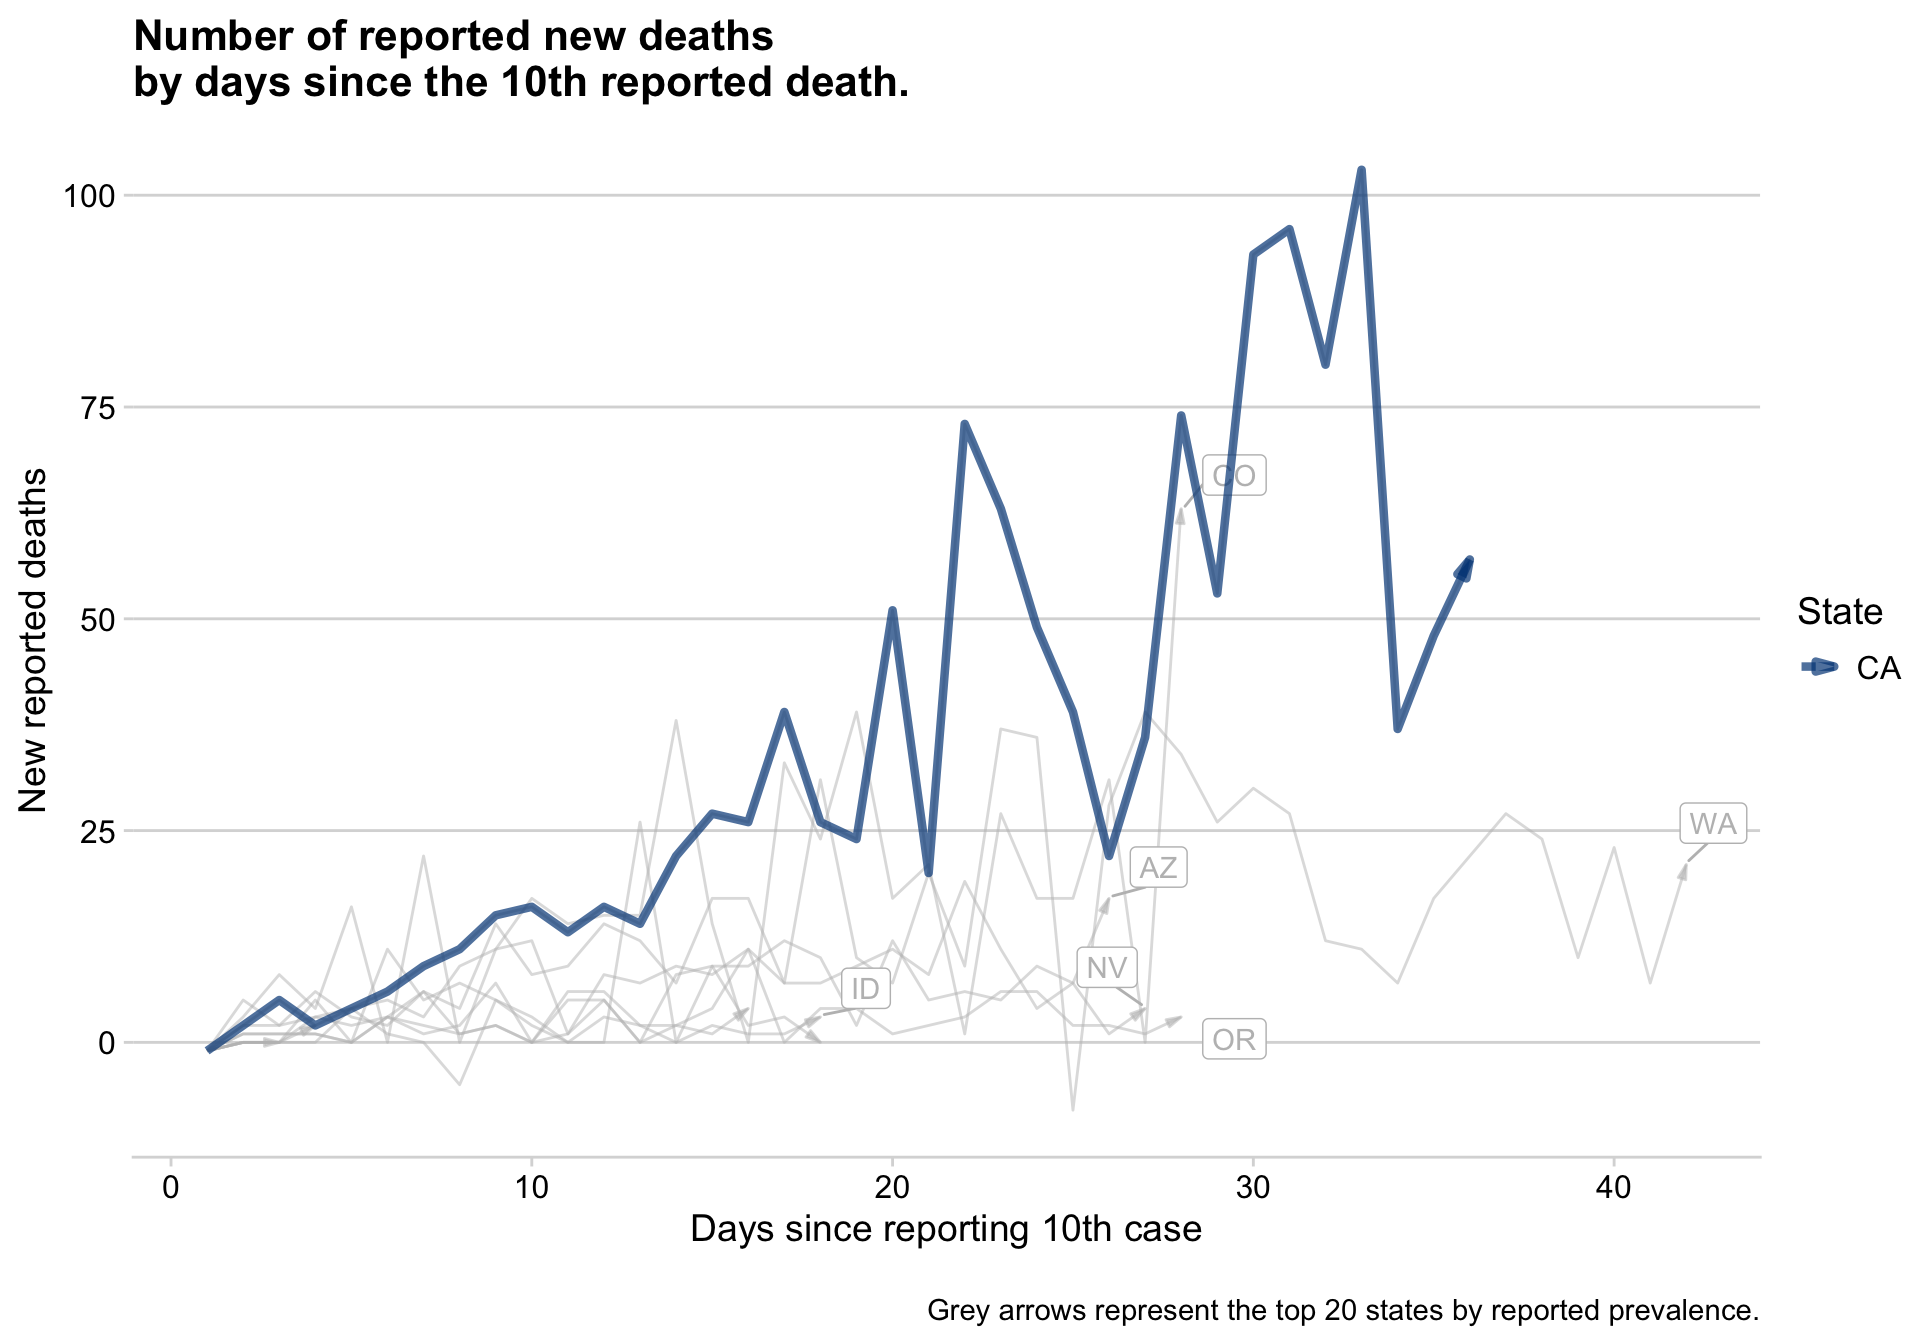 Number of reported new deaths
by days since the 10th reported death.
New reported deaths
100
75
50
25
0
CO
WA
AZ
NV
ID
OR
State
CA
0 10 20 30 40
Days since reporting 10th case
Grey arrows represent the top 20 states by reported prevalence.